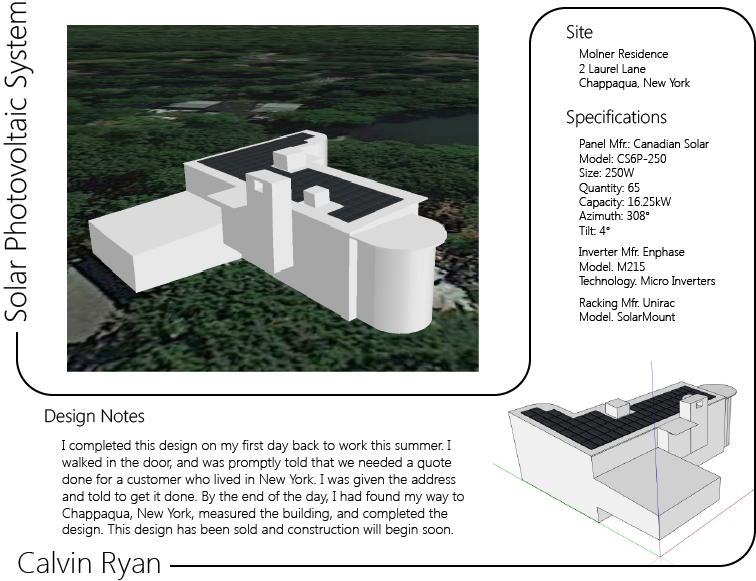 Solar Photovoltaic System
Site
Molner Residence
2 Laurel Lane
Chappaqua, New York
Specifications
Panel Mfr.: Canadian Solar
Model: CS6P-250
Size: 250W
Quantity: 65
Capacity: 16.25kW
Azimuth: 308°
Tilt: 4°
Inverter Mfr. Enphase
Model. M215
Technology. Micro Inverters
Racking Mfr. Unirac
Model. SolarMount
Design Notes
I completed this design on my first day back to work this summer. I
walked in the door, and was promptly told that we needed a quote
done for a customer who lived in New York. I was given the address
and told to get it done. By the end of the day, I had found my way to
Chappaqua, New York, measured the building, and completed the
design. This design has been sold and construction will begin soon.
Calvin Ryan